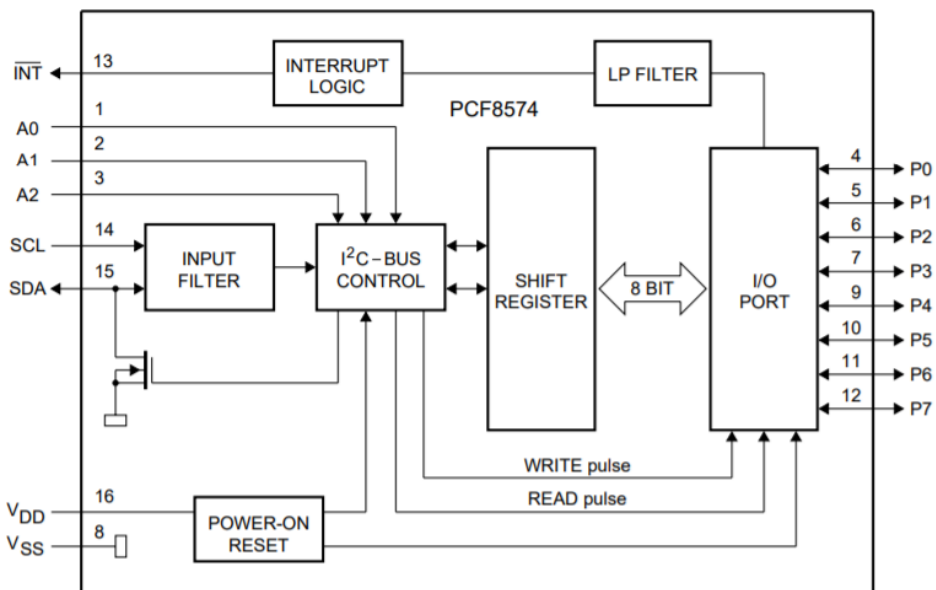 13
INT
INTERRUPT
LOGIC
LP FILTER
PCF8574
1
A0
2
A1
3
A2
14
SCL
15
SDA
INPUT
FILTER
I²C – BUS
CONTROL
SHIFT
REGISTER
8 BIT
I/O
PORT
4
P0
5
P1
6
P2
7
P3
9
P4
10
P5
11
P6
12
P7
WRITE pulse
READ pulse
16
VDD
8
VSS
POWER-ON
RESET